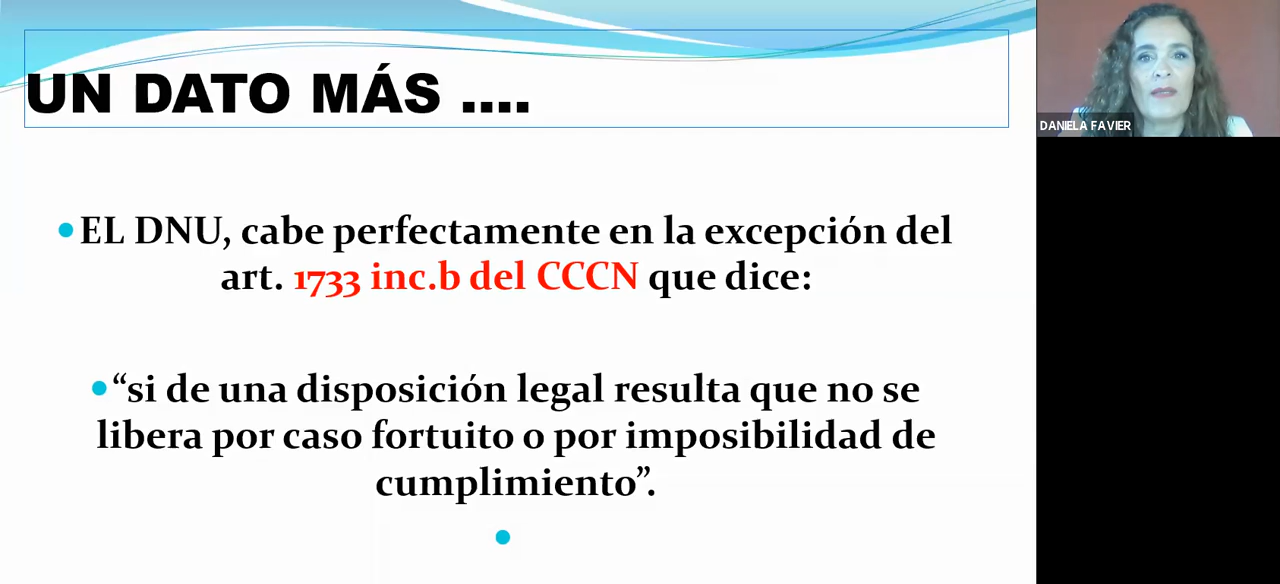 UN DATO MÁS ....
DANIELA FAVIER
•EL DNU, cabe perfectamente en la excepción del
art. 1733 inc.b del CCCN que dice:
•“si de una disposición legal resulta que no se
libera por caso fortuito o por imposibilidad de
cumplimiento”.
•